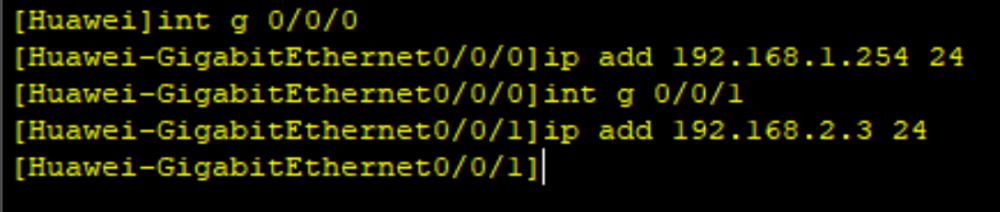 [Huawei]int g 0/0/0
[Huawei-GigabitEthernet0/0/0]ip add 192.168.1.254 24
[Huawei-GigabitEthernet0/0/0]int g 0/0/1
[Huawei-GigabitEthernet0/0/1]ip add 192.168.2.3 24
[Huawei-GigabitEthernet0/0/1]